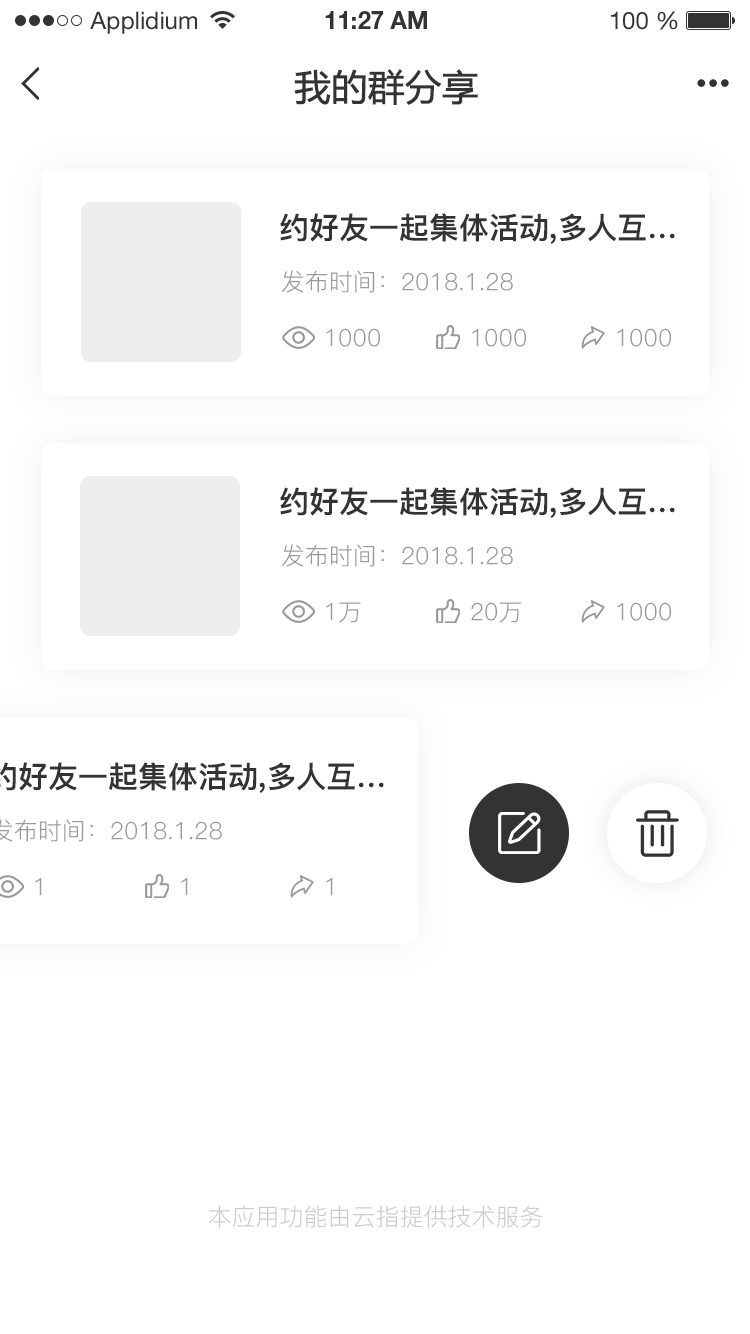 Applidium 11:27 AM 100 %
我的群分享
约好友一起集体活动,多人互...
发布时间：2018.1.28
1000 1000 1000
约好友一起集体活动,多人互...
发布时间：2018.1.28
1万 20万 1000
约好友一起集体活动,多人互...
发布时间：2018.1.28
1 1 1
本应用功能由云指提供技术服务